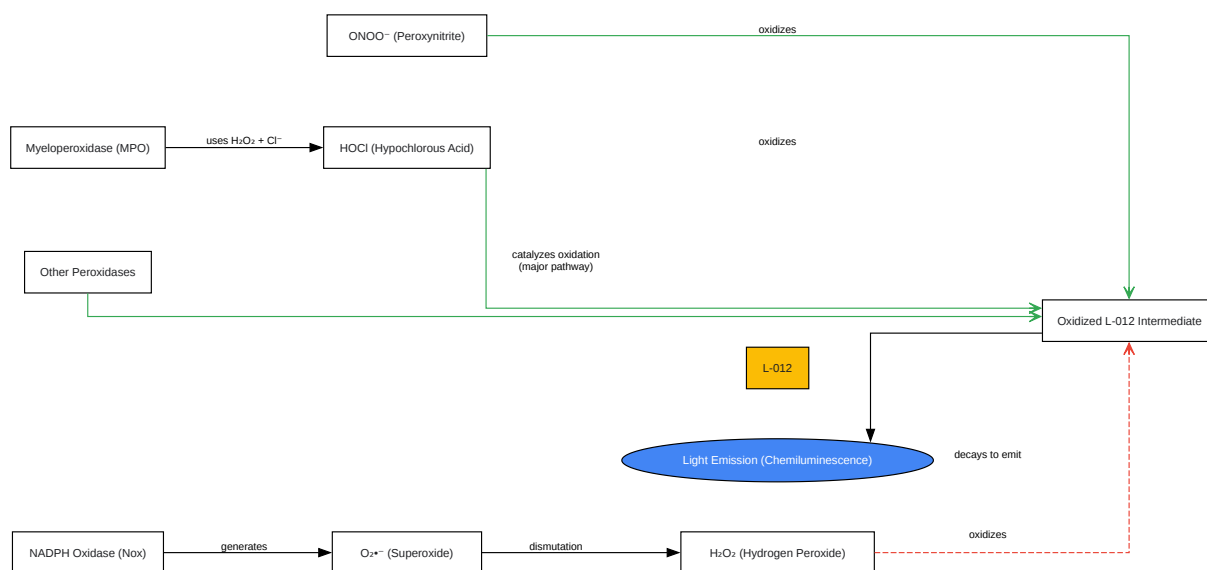 ONOO⁻ (Peroxynitrite)
oxidizes
Myeloperoxidase (MPO)
uses H₂O₂ + Cl⁻
HOCl (Hypochlorous Acid)
oxidizes
Other Peroxidases
catalyzes oxidation
(major pathway)
Oxidized L-012 Intermediate
L-012
Light Emission (Chemiluminescence)
decays to emit
NADPH Oxidase (Nox)
generates
O₂•⁻ (Superoxide)
dismutation
H₂O₂ (Hydrogen Peroxide)
oxidizes